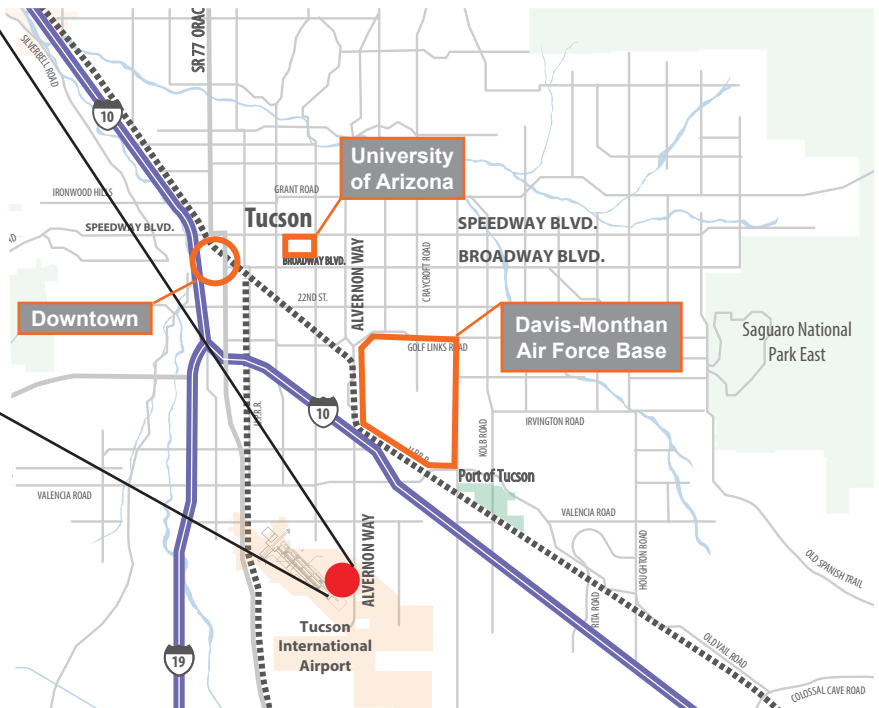 SR 77 ORAC
SILVERBELL ROAD
10
University
of Arizona
IRONWOOD HILLS
GRANT ROAD
Tucson
SPEEDWAY BLVD.
SPEEDWAY BLVD.
BROADWAY BLVD.
BROADWAY BLVD.
ALVERNON WAY
CRAYCROFT ROAD
22ND ST.
Downtown
Davis-Monthan
Air Force Base
GOLF LINKS ROAD
Saguaro National
Park East
U.P.R.R.
10
IRVINGTON ROAD
KOLB ROAD
U.P.R.R.
Port of Tucson
VALENCIA ROAD
VALENCIA ROAD
HOUGHTON ROAD
OLD SPANISH TRAIL
ALVERNON WAY
RITA ROAD
Tucson
International
Airport
OLD VAIL ROAD
19
COLOSSAL CAVE ROAD